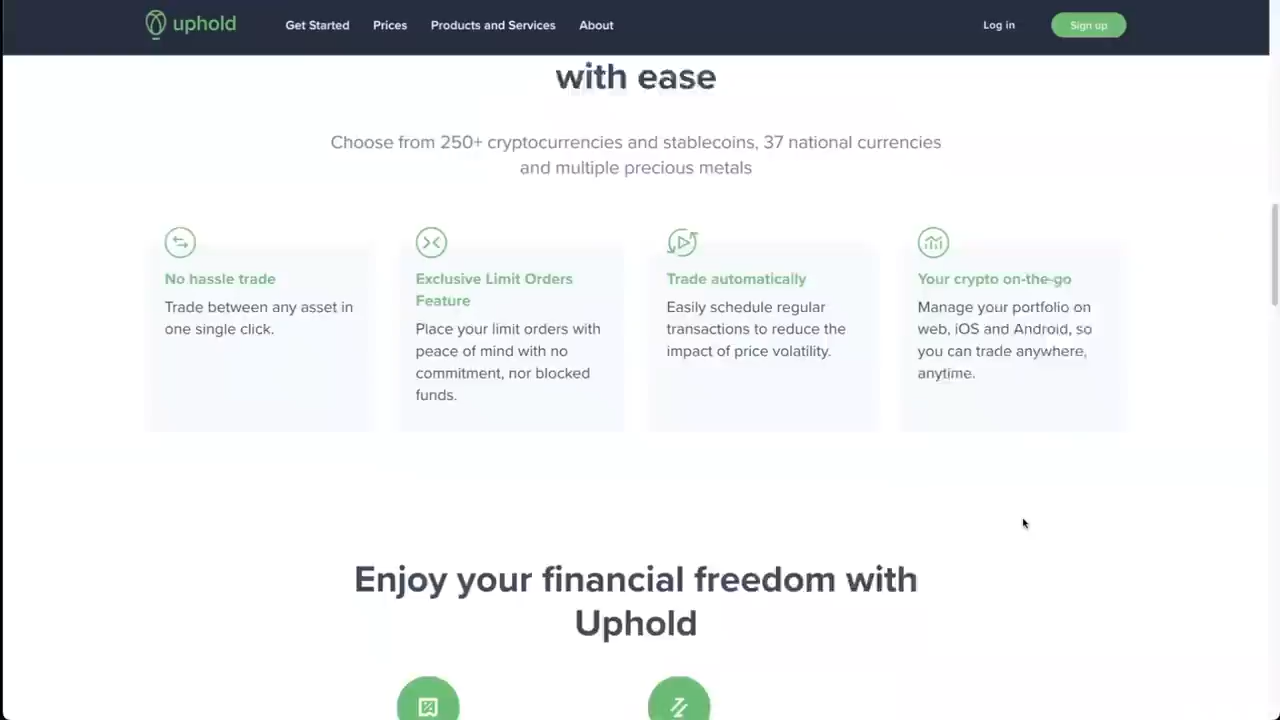 uphold
Get Started
Prices
Products and Services
About
Log in
Sign up
with ease
Choose from 250+ cryptocurrencies and stablecoins, 37 national currencies
and multiple precious metals
No hassle trade
Trade between any asset in
one single click.
Exclusive Limit Orders
Feature
Place your limit orders with
peace of mind with no
commitment, nor blocked
funds.
Trade automatically
Easily schedule regular
transactions to reduce the
impact of price volatility.
Your crypto on-the-go
Manage your portfolio on
web, iOS and Android, so
you can trade anywhere,
anytime.
Enjoy your financial freedom with
Uphold